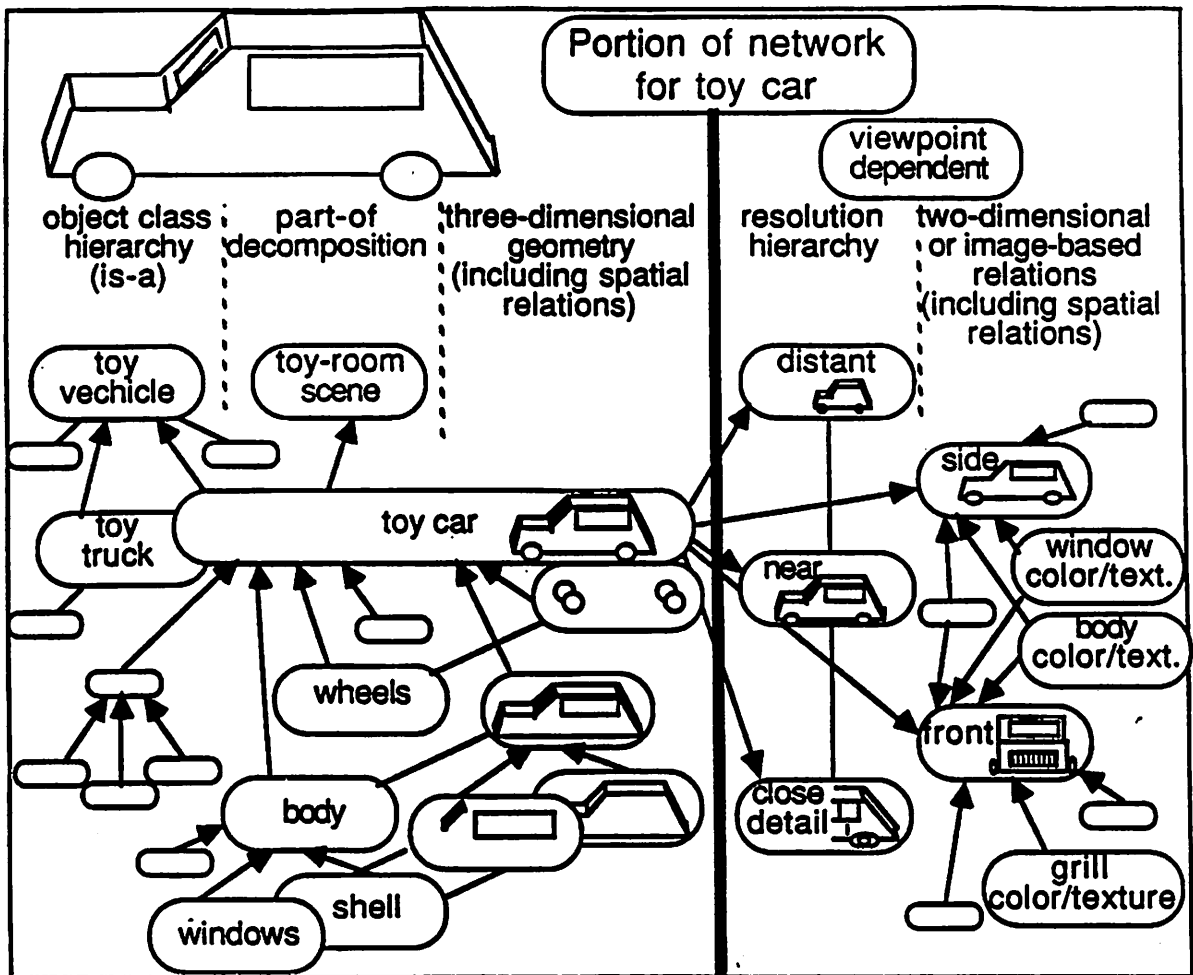 Portion of network
for toy car
viewpoint
dependent
object class
hierarchy
(is-a)
part-of
decomposition
three-dimensional
geometry
(including spatial
relations)
resolution
hierarchy
two-dimensional
or image-based
relations
(including spatial
relations)
toy
vechicle
toy-room
scene
distant
side
toy
truck
toy car
near
window
color/text.
body
color/text.
wheels
front
body
close
detail
grill
color/texture
shell
windows